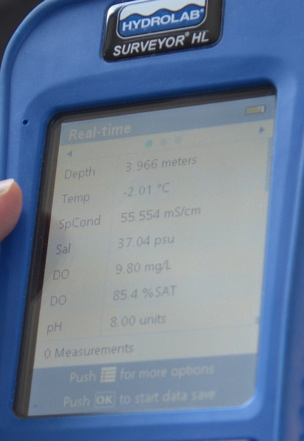 HYDROLAB®
SURVEYOR® HL
Real-time
Depth 3.966 meters
Temp -2.01 °C
SpCond 55.554 mS/cm
Sal 37.04 psu
DO 9.80 mg/L
DO 85.4 %SAT
pH 8.00 units
0 Measurements
Push for more options
Push OK to start data save